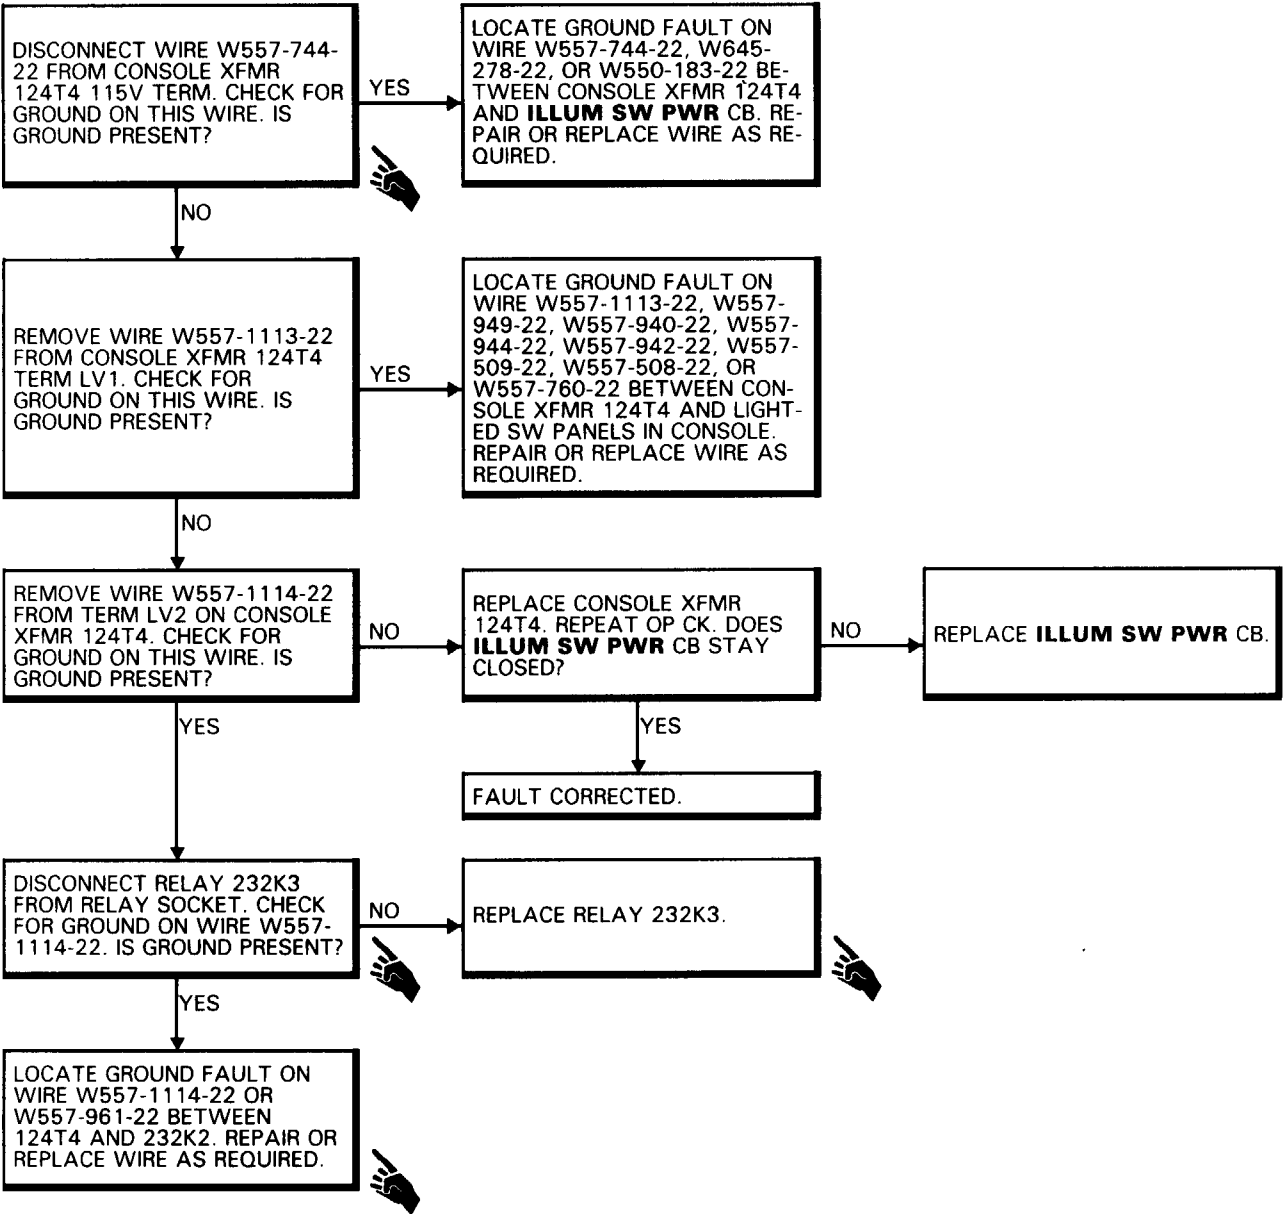 DISCONNECT WIRE W557-744-
22 FROM CONSOLE XFMR
124T4 115V TERM. CHECK FOR
GROUND ON THIS WIRE. IS
GROUND PRESENT?
YES
LOCATE GROUND FAULT ON
WIRE W557-744-22, W645-
278-22, OR W550-183-22 BE-
TWEEN CONSOLE XFMR 124T4
AND ILLUM SW PWR CB. RE-
PAIR OR REPLACE WIRE AS RE-
QUIRED.
NO
REMOVE WIRE W557-1113-22
FROM CONSOLE XFMR 124T4
TERM LV1. CHECK FOR
GROUND ON THIS WIRE. IS
GROUND PRESENT?
YES
LOCATE GROUND FAULT ON
WIRE W557-1113-22, W557-
949-22, W557-940-22, W557-
944-22, W557-942-22, W557-
509-22, W557-508-22, OR
W557-760-22 BETWEEN CON-
SOLE XFMR 124T4 AND LIGHT-
ED SW PANELS IN CONSOLE.
REPAIR OR REPLACE WIRE AS
REQUIRED.
NO
REMOVE WIRE W557-1114-22
FROM TERM LV2 ON CONSOLE
XFMR 124T4. CHECK FOR
GROUND ON THIS WIRE. IS
GROUND PRESENT?
NO
REPLACE CONSOLE XFMR
124T4. REPEAT OP CK. DOES
ILLUM SW PWR CB STAY
CLOSED?
NO
REPLACE ILLUM SW PWR CB.
YES
YES
FAULT CORRECTED.
DISCONNECT RELAY 232K3
FROM RELAY SOCKET. CHECK
FOR GROUND ON WIRE W557-
1114-22. IS GROUND PRESENT?
NO
REPLACE RELAY 232K3.
YES
LOCATE GROUND FAULT ON
WIRE W557-1114-22 OR
W557-961-22 BETWEEN
124T4 AND 232K2. REPAIR OR
REPLACE WIRE AS REQUIRED.